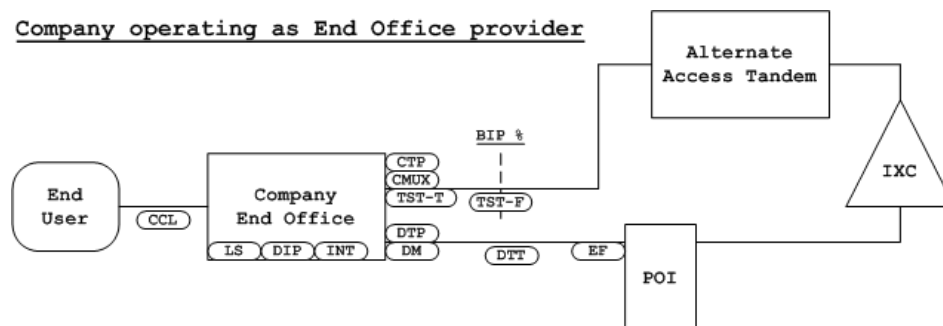 Company operating as End Office provider
Alternate
Access Tandem
BIP %
CTP
CMUX
TST-T
TST-F
IXC
End
User
CCL
Company
End Office
LS
DIP
INT
DTP
DM
DTT
EF
POI